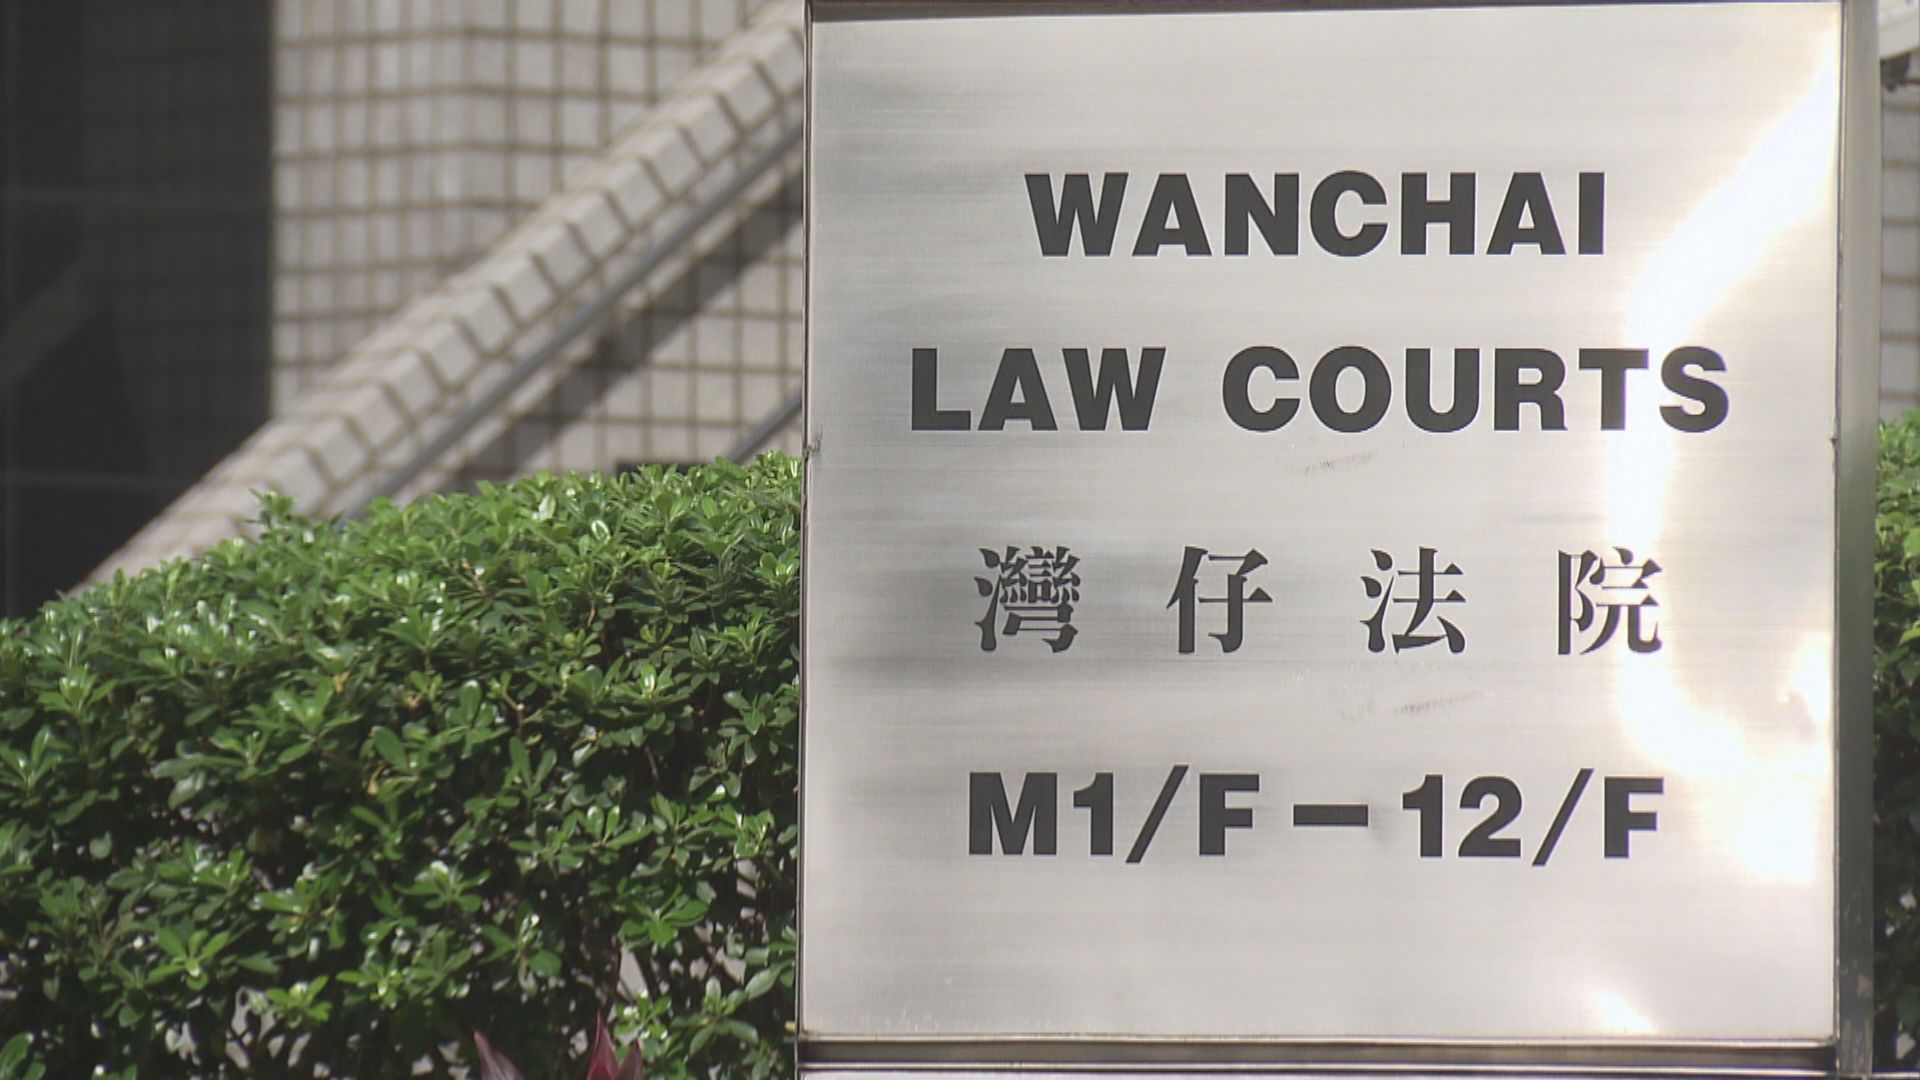 WANCHAI
LAW COURTS
灣仔法院
M1/F－12/F